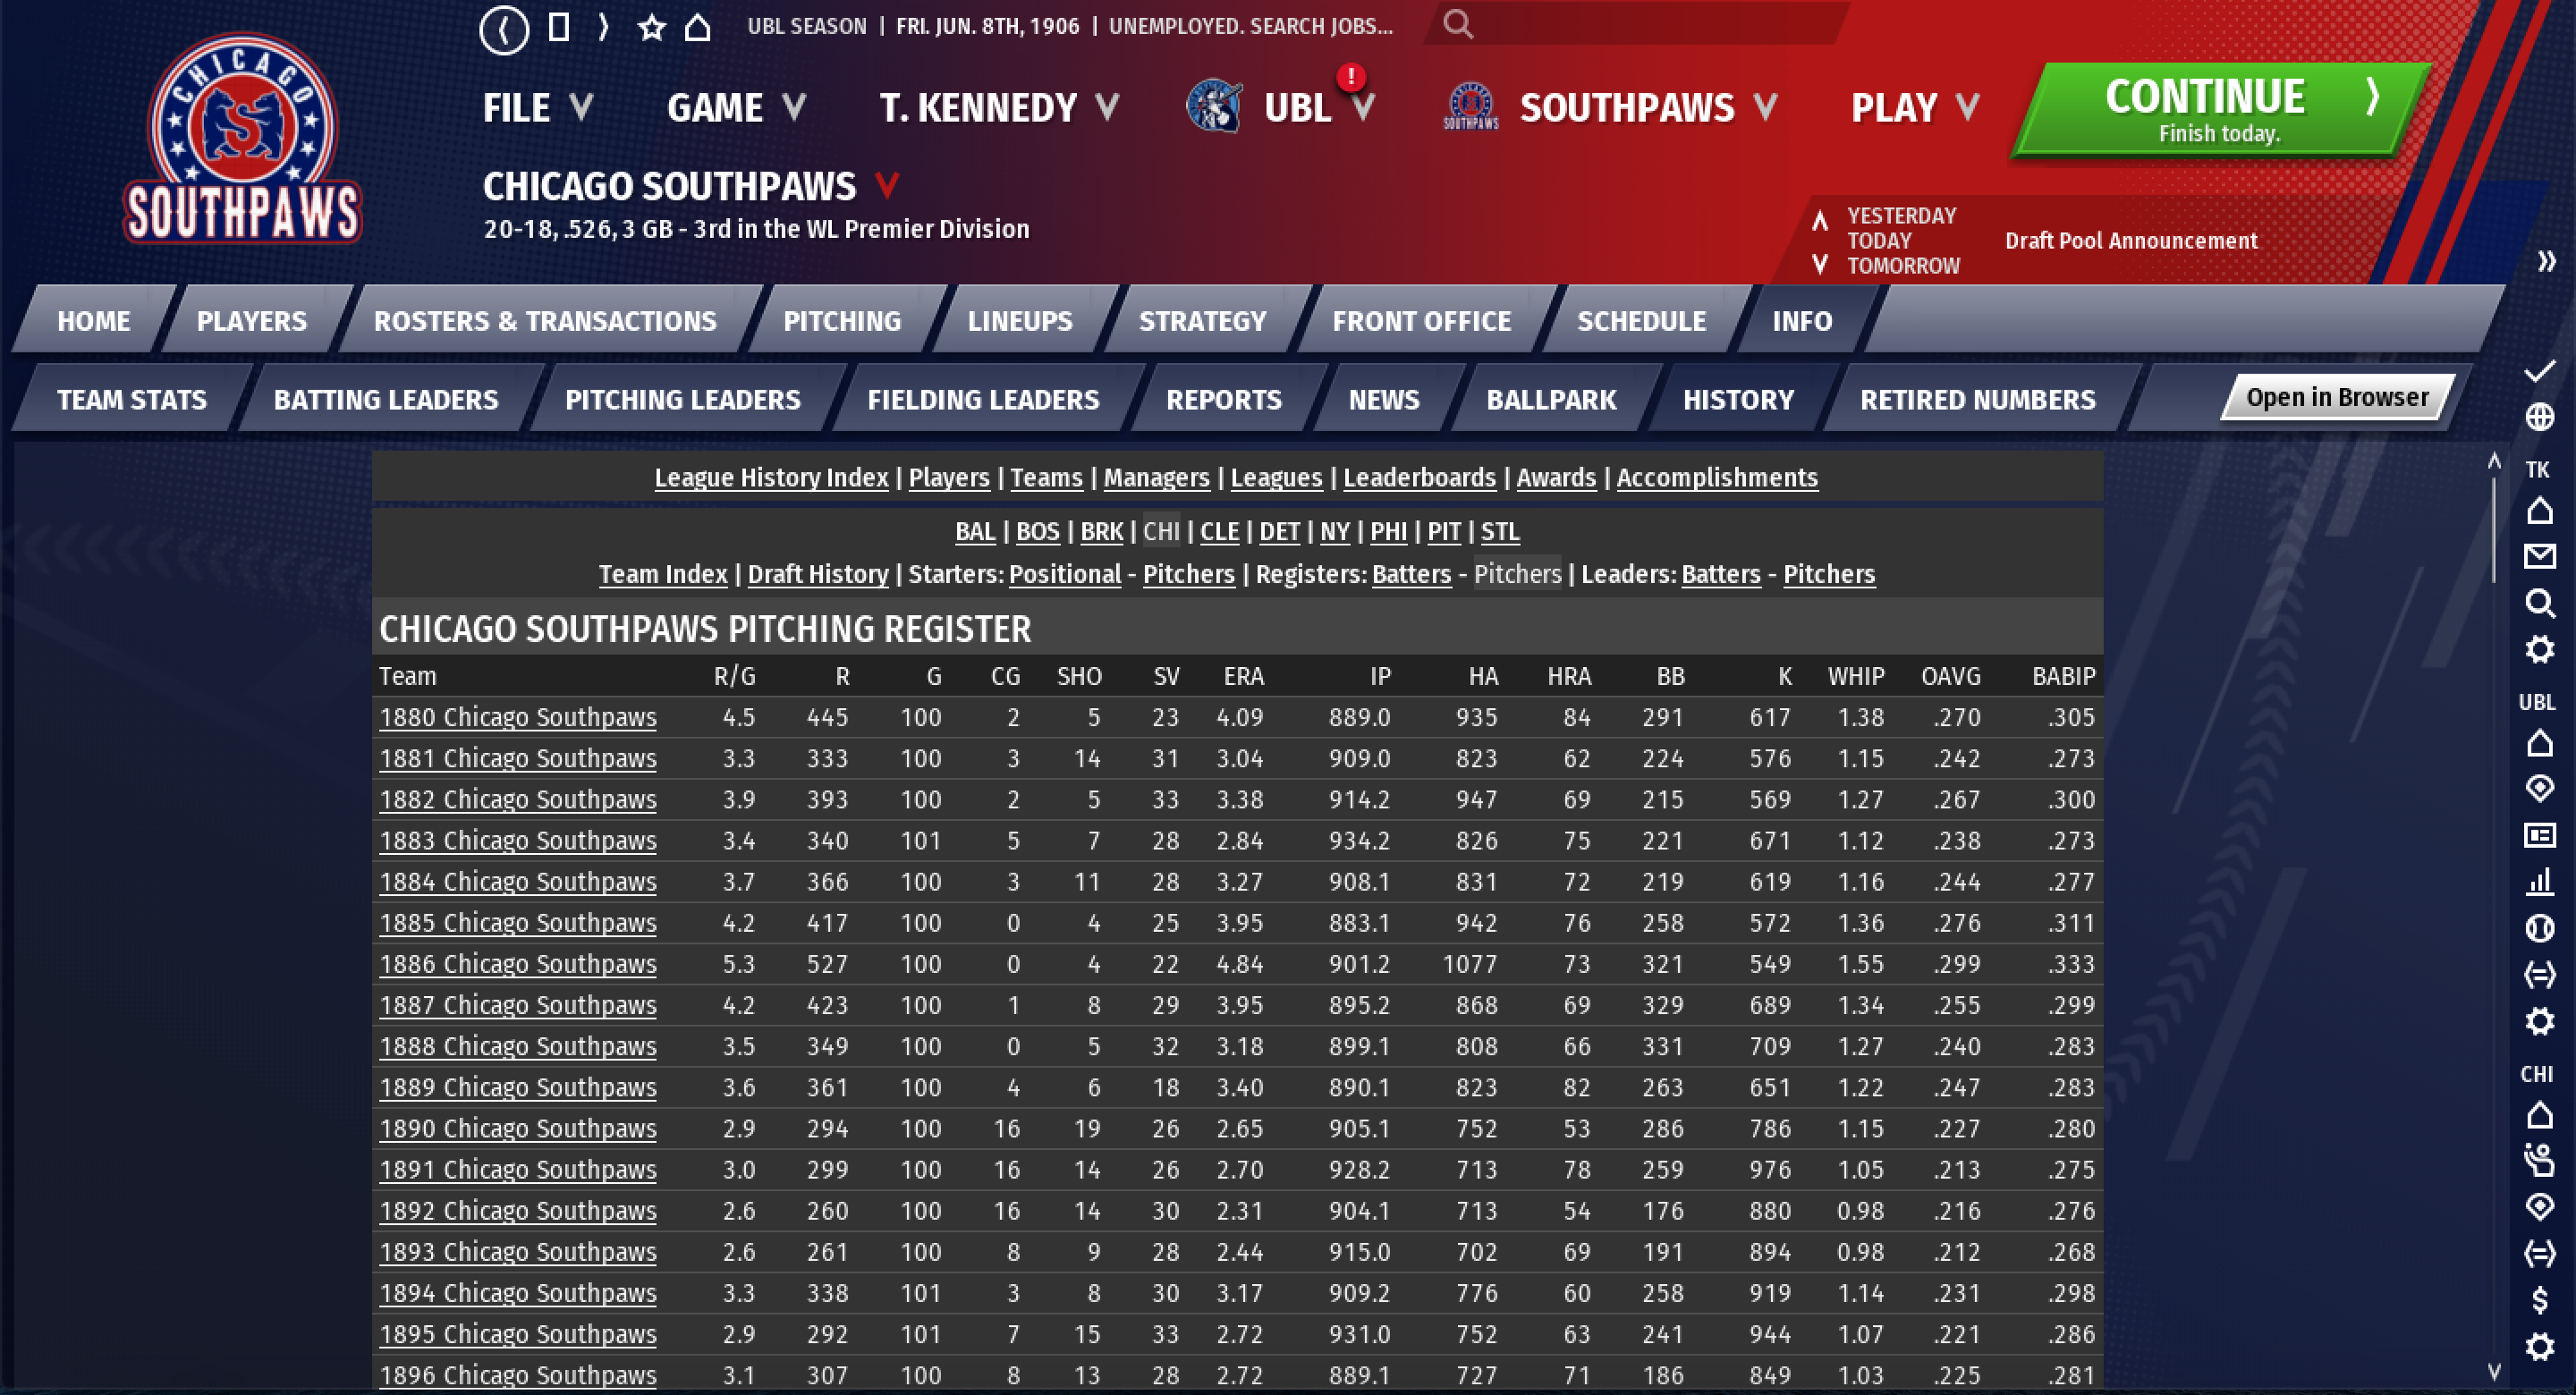 UBL SEASON | FRI. JUN. 8TH, 1906 | UNEMPLOYED. SEARCH JOBS...
CHICAGO
SOUTHPAWS
FILE GAME T. KENNEDY UBL ! SOUTHPAWS SOUTHPAWS PLAY
CONTINUE
Finish today.
CHICAGO SOUTHPAWS
20-18, .526, 3 GB - 3rd in the WL Premier Division
YESTERDAY
TODAY
TOMORROW
Draft Pool Announcement
HOME PLAYERS ROSTERS & TRANSACTIONS PITCHING LINEUPS STRATEGY FRONT OFFICE SCHEDULE INFO
TEAM STATS BATTING LEADERS PITCHING LEADERS FIELDING LEADERS REPORTS NEWS BALLPARK HISTORY RETIRED NUMBERS Open in Browser
League History Index | Players | Teams | Managers | Leagues | Leaderboards | Awards | Accomplishments
BAL | BOS | BRK | CHI | CLE | DET | NY | PHI | PIT | STL
Team Index | Draft History | Starters: Positional - Pitchers | Registers: Batters - Pitchers | Leaders: Batters - Pitchers
CHICAGO SOUTHPAWS PITCHING REGISTER
Team R/G R G CG SHO SV ERA IP HA HRA BB K WHIP OAVG BABIP
1880 Chicago Southpaws 4.5 445 100 2 5 23 4.09 889.0 935 84 291 617 1.38 .270 .305
1881 Chicago Southpaws 3.3 333 100 3 14 31 3.04 909.0 823 62 224 576 1.15 .242 .273
1882 Chicago Southpaws 3.9 393 100 2 5 33 3.38 914.2 947 69 215 569 1.27 .267 .300
1883 Chicago Southpaws 3.4 340 101 5 7 28 2.84 934.2 826 75 221 671 1.12 .238 .273
1884 Chicago Southpaws 3.7 366 100 3 11 28 3.27 908.1 831 72 219 619 1.16 .244 .277
1885 Chicago Southpaws 4.2 417 100 0 4 25 3.95 883.1 942 76 258 572 1.36 .276 .311
1886 Chicago Southpaws 5.3 527 100 0 4 22 4.84 901.2 1077 73 321 549 1.55 .299 .333
1887 Chicago Southpaws 4.2 423 100 1 8 29 3.95 895.2 868 69 329 689 1.34 .255 .299
1888 Chicago Southpaws 3.5 349 100 0 5 32 3.18 899.1 808 66 331 709 1.27 .240 .283
1889 Chicago Southpaws 3.6 361 100 4 6 18 3.40 890.1 823 82 263 651 1.22 .247 .283
1890 Chicago Southpaws 2.9 294 100 16 19 26 2.65 905.1 752 53 286 786 1.15 .227 .280
1891 Chicago Southpaws 3.0 299 100 16 14 26 2.70 928.2 713 78 259 976 1.05 .213 .275
1892 Chicago Southpaws 2.6 260 100 16 14 30 2.31 904.1 713 54 176 880 0.98 .216 .276
1893 Chicago Southpaws 2.6 261 100 8 9 28 2.44 915.0 702 69 191 894 0.98 .212 .268
1894 Chicago Southpaws 3.3 338 101 3 8 30 3.17 909.2 776 60 258 919 1.14 .231 .298
1895 Chicago Southpaws 2.9 292 101 7 15 33 2.72 931.0 752 63 241 944 1.07 .221 .286
1896 Chicago Southpaws 3.1 307 100 8 13 28 2.72 889.1 727 71 186 849 1.03 .225 .281
TK
UBL
CHI